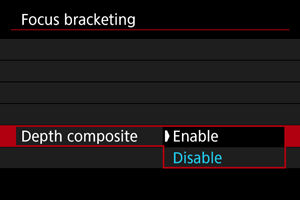 Focus bracketing
Depth composite
Enable
Disable